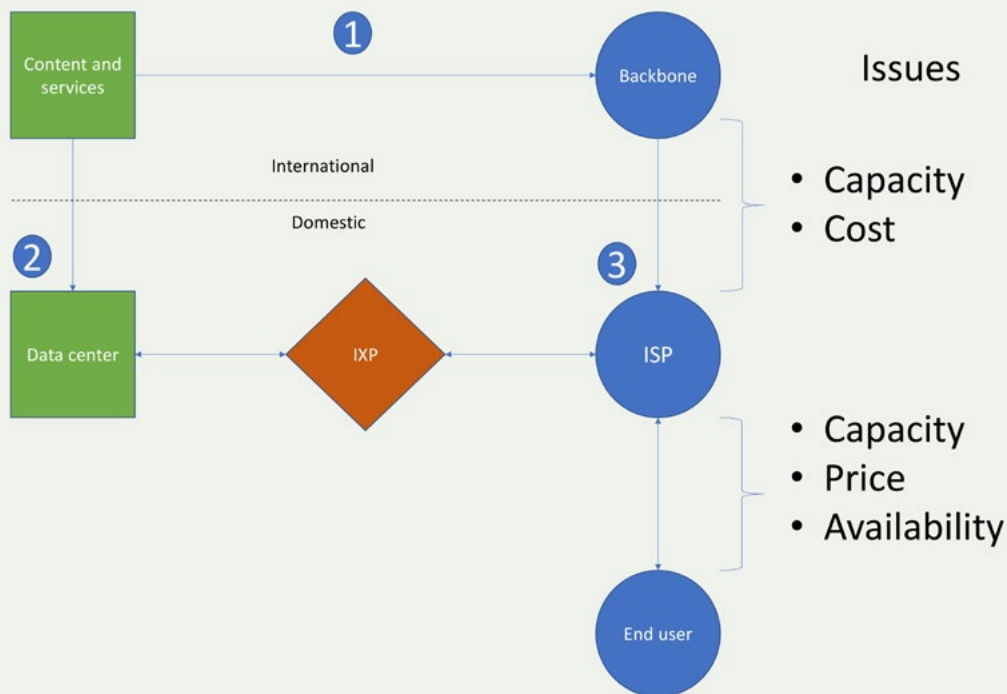 1
Content and
services
Backbone
Issues
International
Domestic
• Capacity
• Cost
2
3
Data center
IXP
ISP
• Capacity
• Price
• Availability
End user